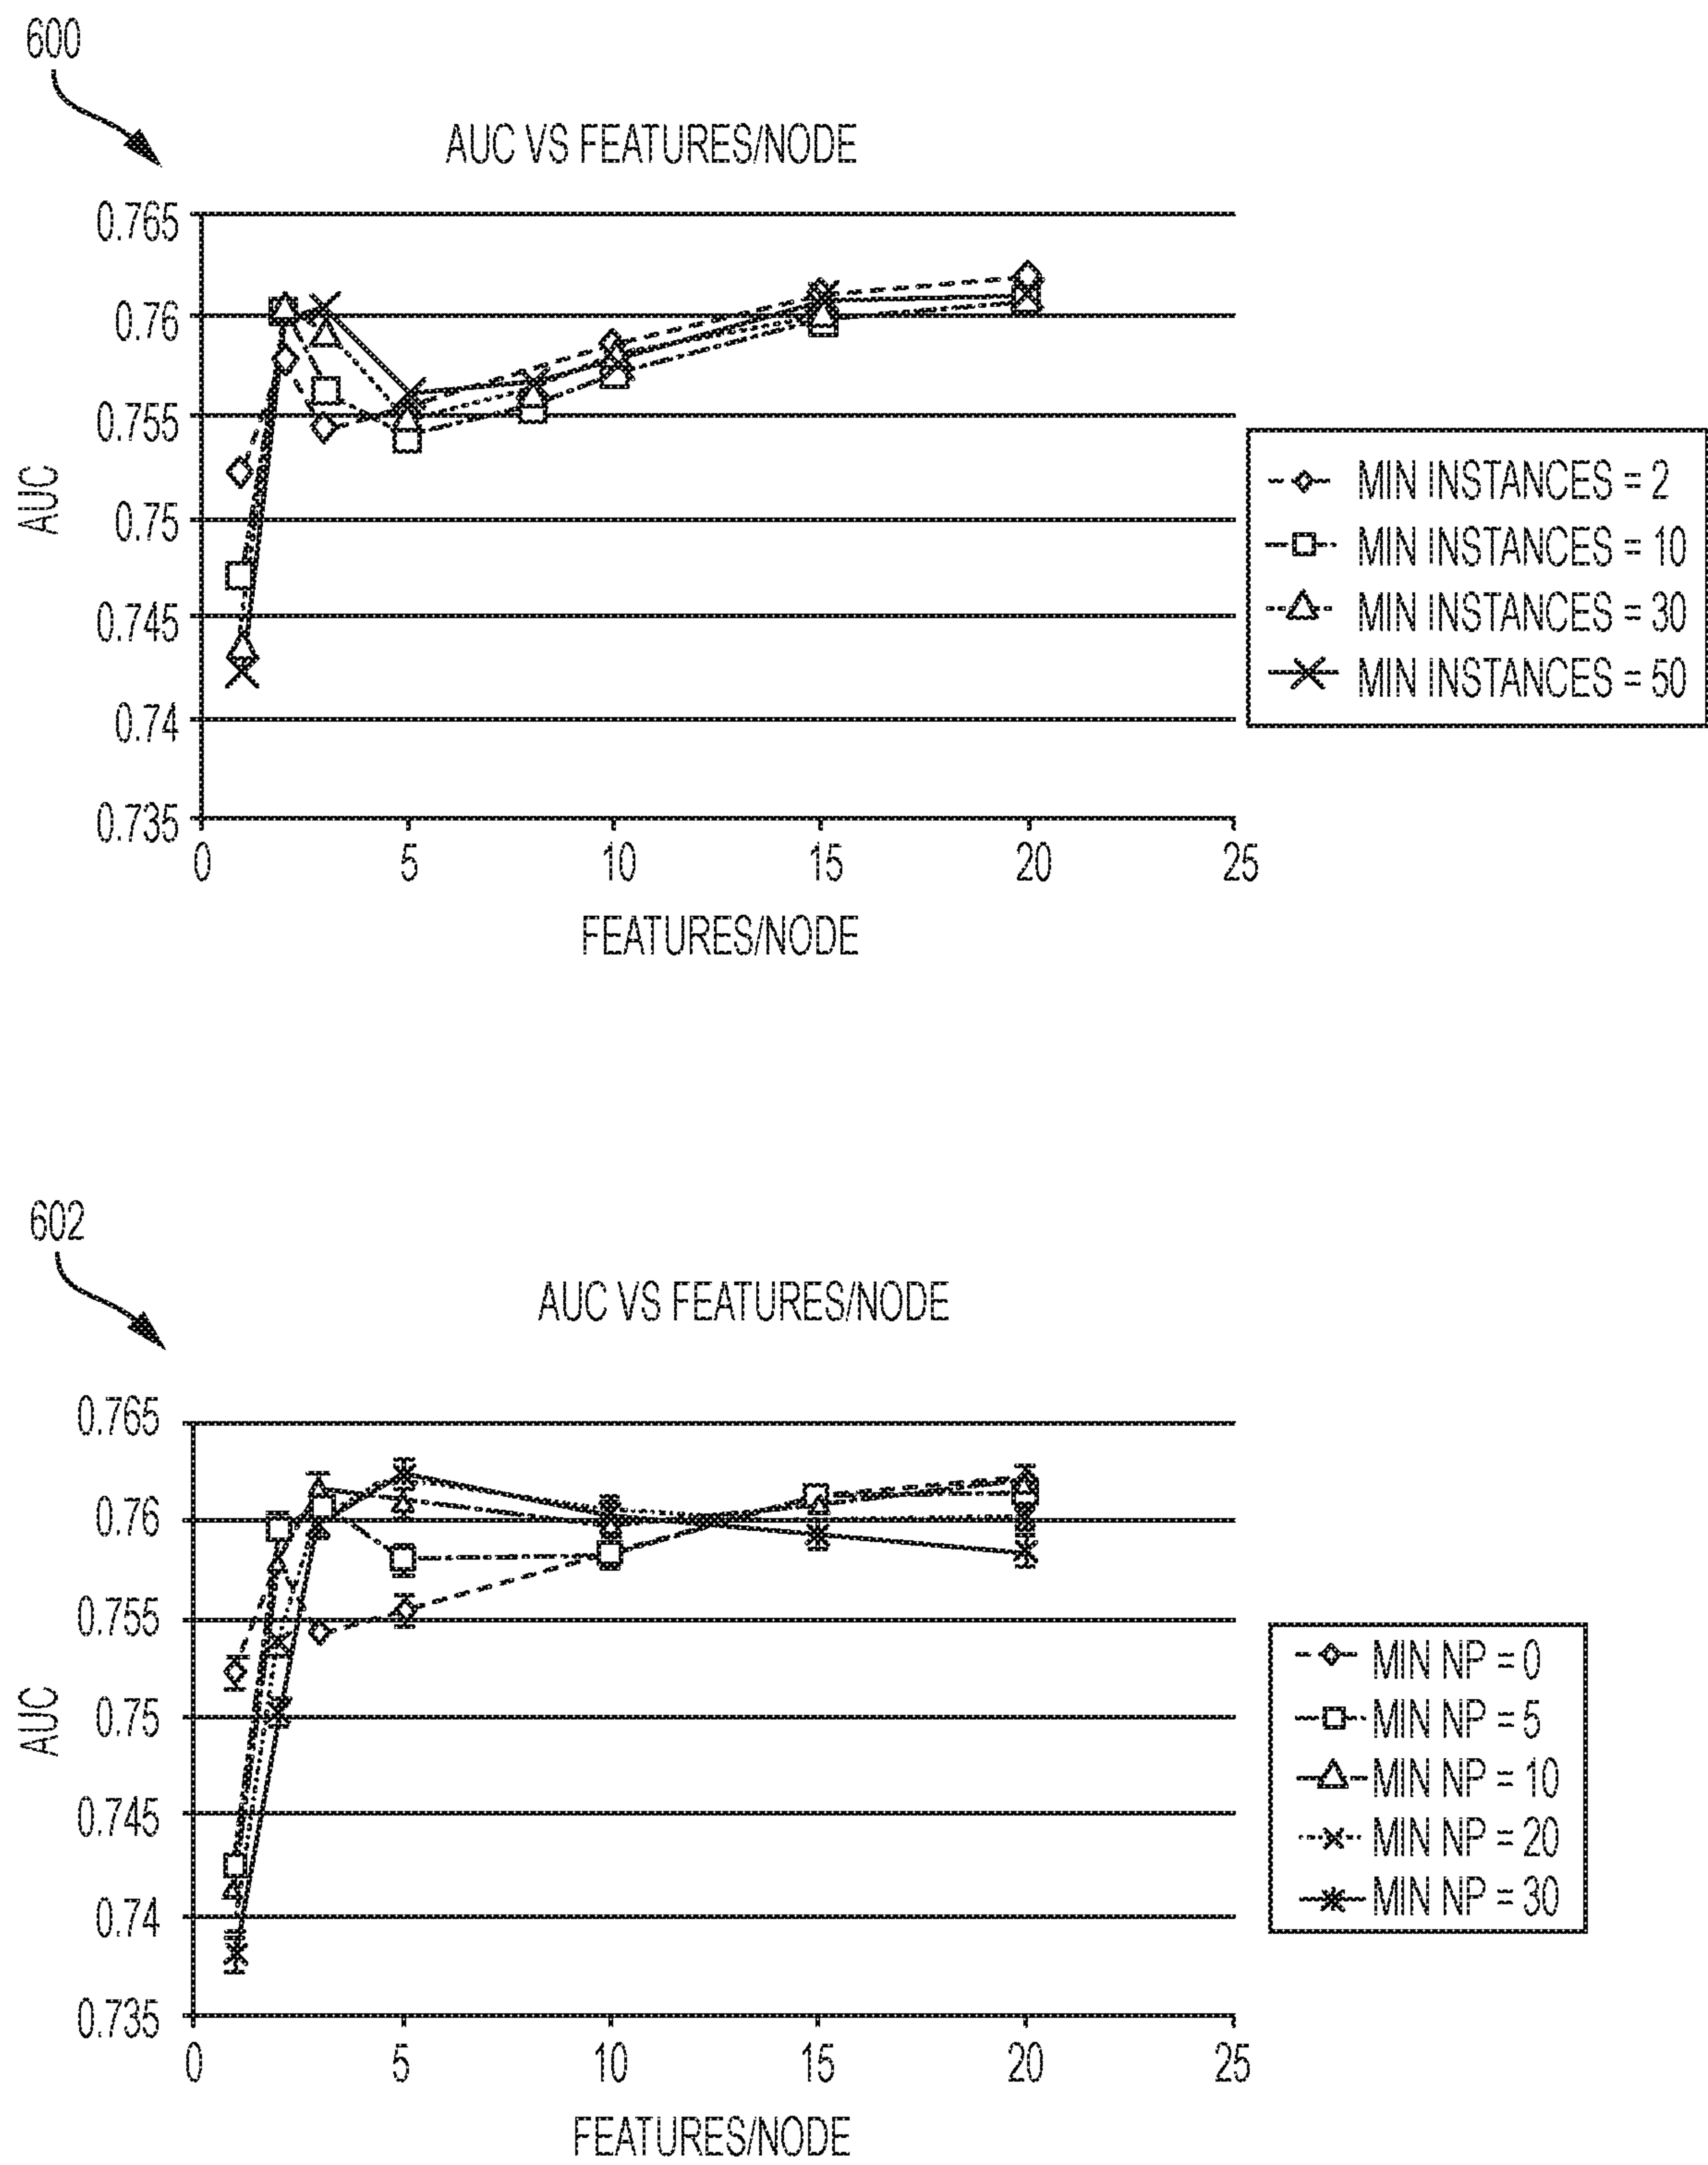 600
AUC VS FEATURES/NODE
0.765
0.76
0.755
0.75
0.745
0.74
0.735
AUC
0 5 10 15 20 25
FEATURES/NODE
MIN INSTANCES = 2
MIN INSTANCES = 10
MIN INSTANCES = 30
MIN INSTANCES = 50
602
AUC VS FEATURES/NODE
0.765
0.76
0.755
0.75
0.745
0.74
0.735
AUC
0 5 10 15 20 25
FEATURES/NODE
MIN NP = 0
MIN NP = 5
MIN NP = 10
MIN NP = 20
MIN NP = 30